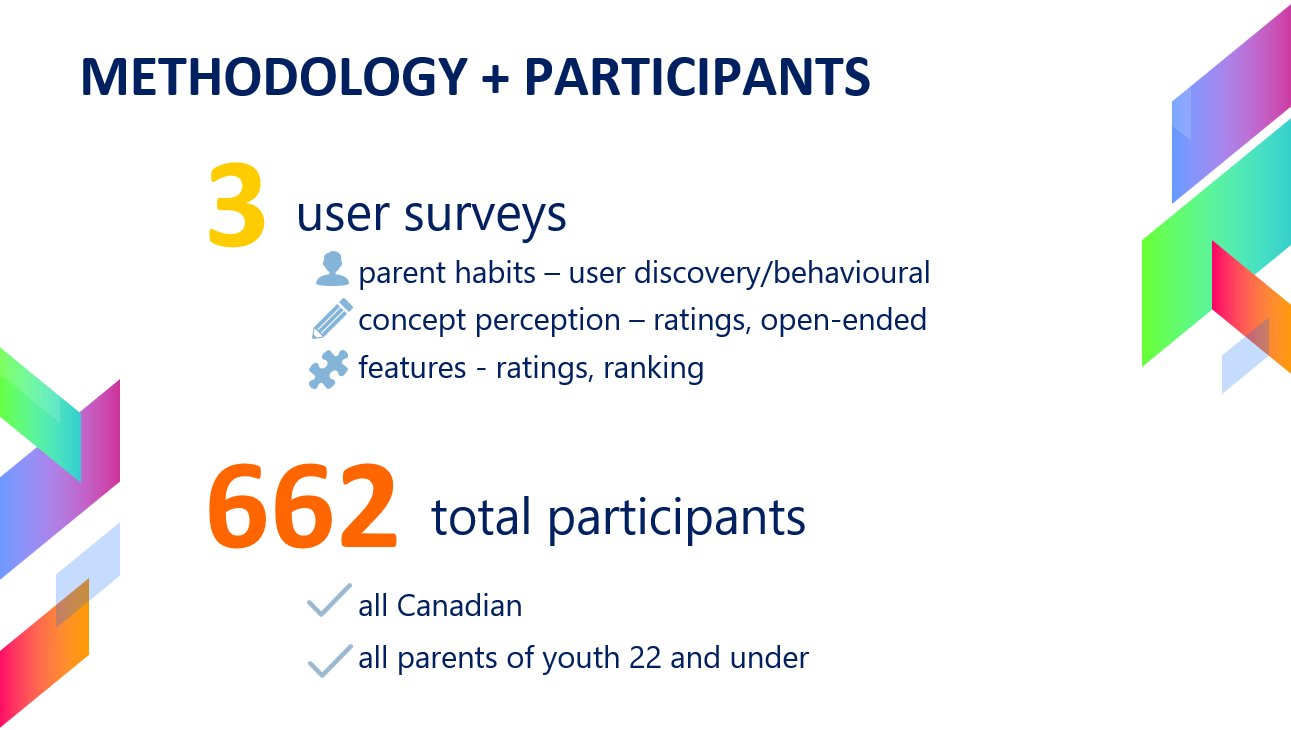 METHODOLOGY + PARTICIPANTS
3 user surveys
parent habits – user discovery/behavioural
concept perception – ratings, open-ended
features - ratings, ranking
662 total participants
all Canadian
all parents of youth 22 and under